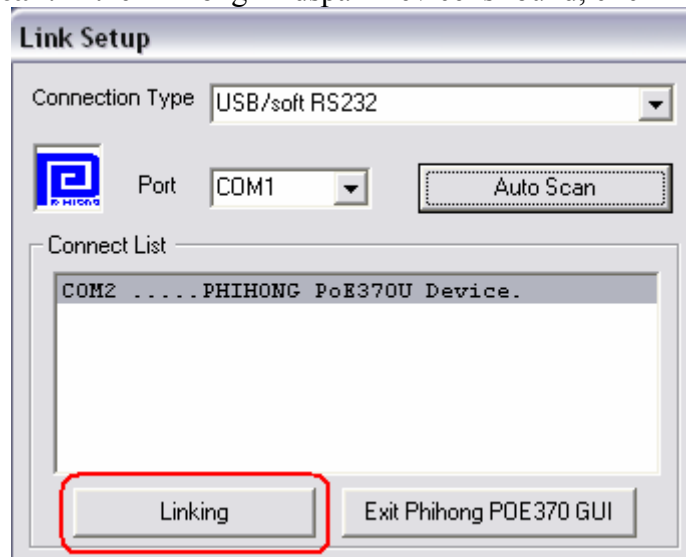 Link Setup
Connection Type USB/soft RS232
PIHONG Port COM1 Auto Scan
Connect List
COM2 .....PHIHONG PoE370U Device.
Linking Exit Phihong POE370 GUI